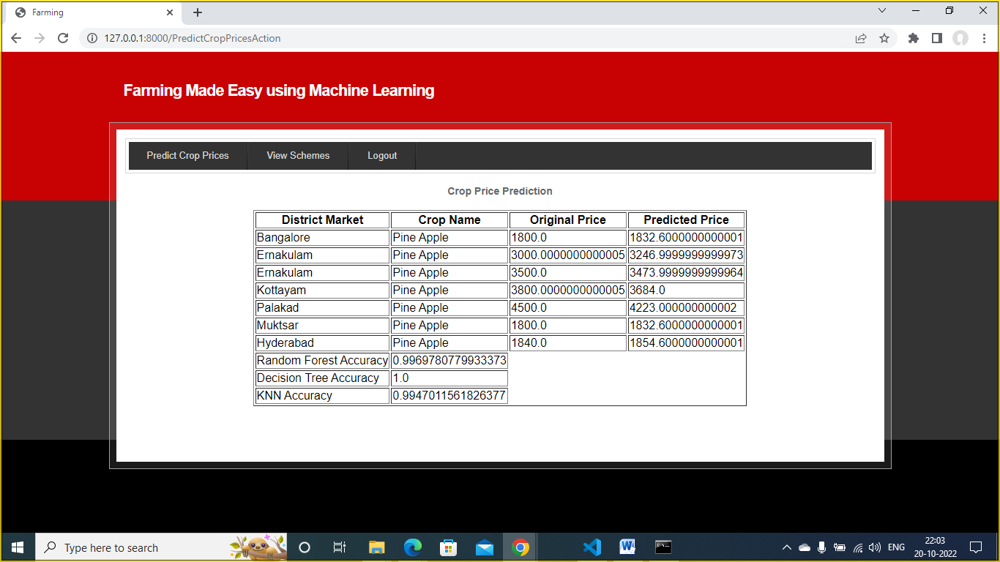 Farming
127.0.0.1:8000/PredictCropPricesAction
Farming Made Easy using Machine Learning
Predict Crop Prices View Schemes Logout
Crop Price Prediction
District Market Crop Name Original Price Predicted Price
Bangalore Pine Apple 1800.0 1832.6000000000001
Ernakulam Pine Apple 3000.0000000000005 3246.9999999999973
Ernakulam Pine Apple 3500.0 3473.9999999999964
Kottayam Pine Apple 3800.0000000000005 3684.0
Palakad Pine Apple 4500.0 4223.000000000002
Muktsar Pine Apple 1800.0 1832.6000000000001
Hyderabad Pine Apple 1840.0 1854.6000000000001
Random Forest Accuracy 0.9969780779933373
Decision Tree Accuracy 1.0
KNN Accuracy 0.9947011561826377
Type here to search
ENG
22:03
20-10-2022